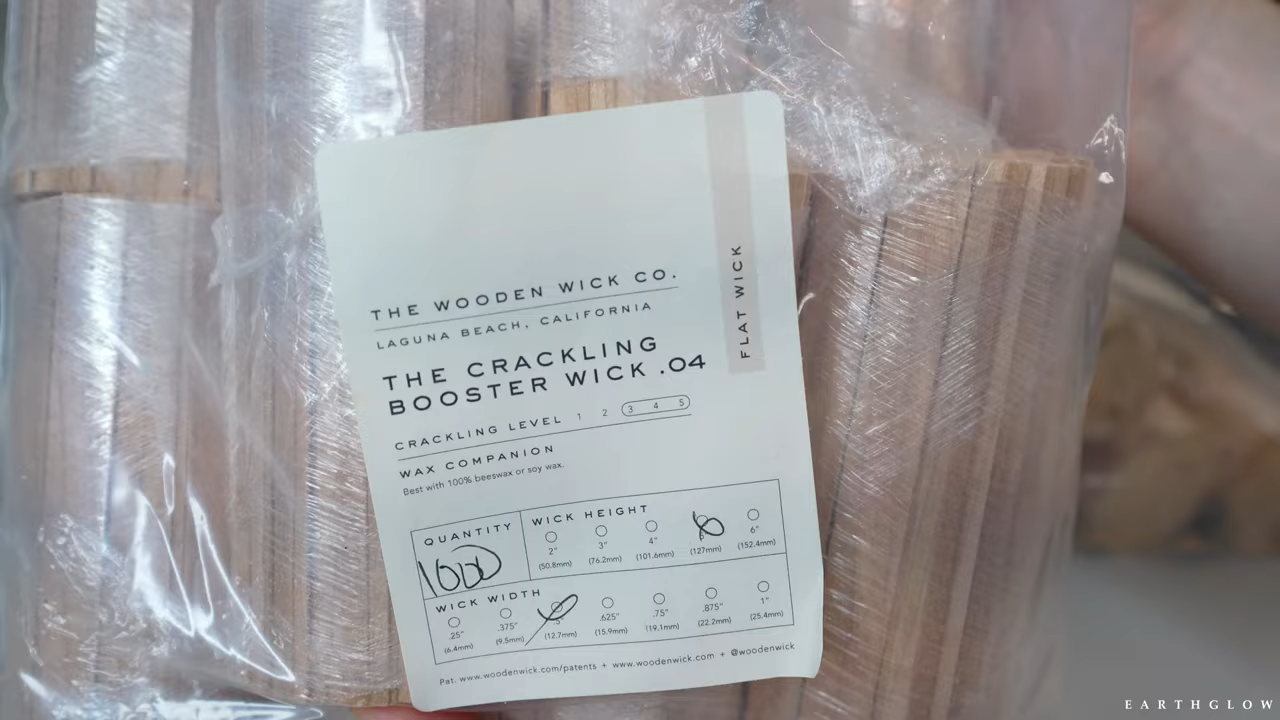 THE WOODEN WICK CO.
LAGUNA BEACH, CALIFORNIA
THE CRACKLING
BOOSTER WICK .04
FLAT WICK
CRACKLING LEVEL 1 2 3 4 5
WAX COMPANION
Best with 100% beeswax or soy wax.
QUANTITY
1000
WICK HEIGHT
2" 3" 4" 6"
(50.8mm) (76.2mm) (101.6mm) (127mm) (152.4mm)
WICK WIDTH
.25" .375" .5" .625" .75" .875" 1"
(6.4mm) (9.5mm) (12.7mm) (15.9mm) (19.1mm) (22.2mm) (25.4mm)
Pat. www.woodenwick.com/patents + www.woodenwick.com + @woodenwick
EARTHGLOW